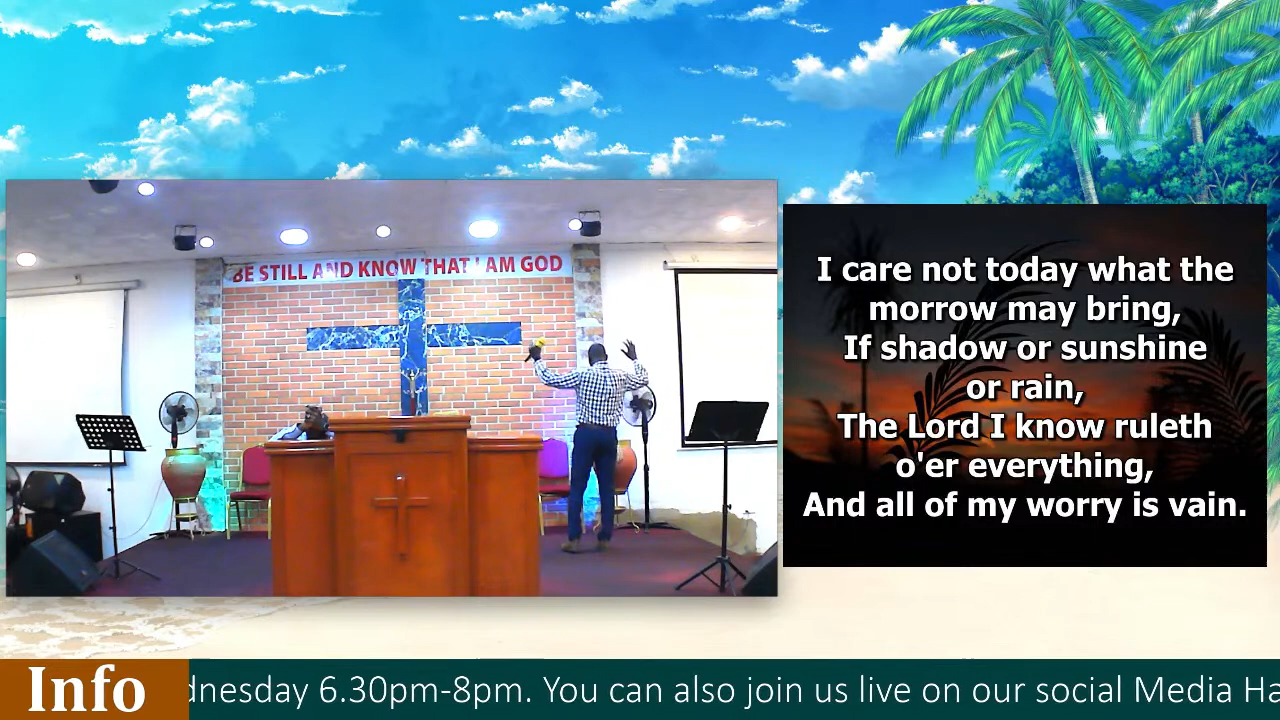 BE STILL AND KNOW THAT I AM GOD
I care not today what the
morrow may bring,
If shadow or sunshine
or rain,
The Lord I know ruleth
o'er everything,
And all of my worry is vain.
Info
dnesday 6.30pm-8pm. You can also join us live on our social Media Ha